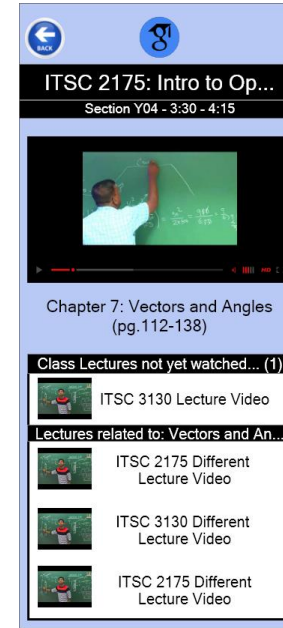 BACK
g
ITSC 2175: Intro to Op...
Section Y04 - 3:30 - 4:15
HD
Chapter 7: Vectors and Angles
(pg.112-138)
Class Lectures not yet watched... (1)
ITSC 3130 Lecture Video
Lectures related to: Vectors and An...
ITSC 2175 Different
Lecture Video
ITSC 3130 Different
Lecture Video
ITSC 2175 Different
Lecture Video